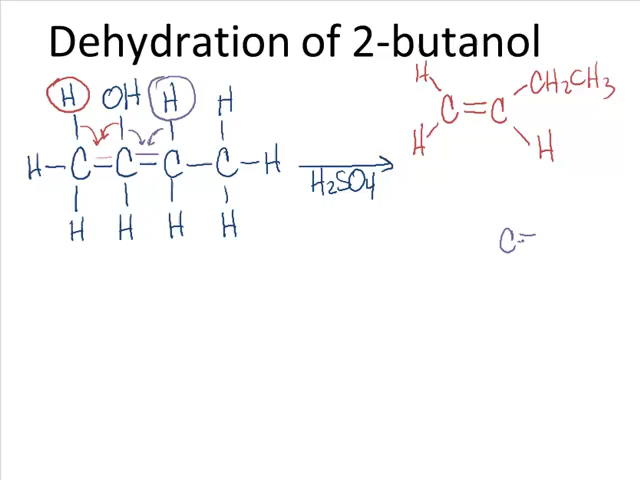 Dehydration of 2-butanol
H OH H H
H-C=C=C-C-H
H H H H
H₂SO₄
H CH₂CH₃
C=C
H H
C=